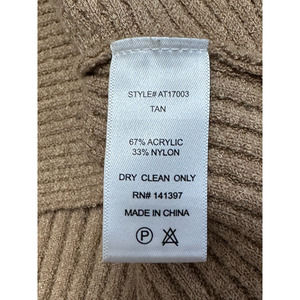 STYLE# AT17003
TAN
67% ACRYLIC
33% NYLON
DRY CLEAN ONLY
RN# 141397
MADE IN CHINA
P